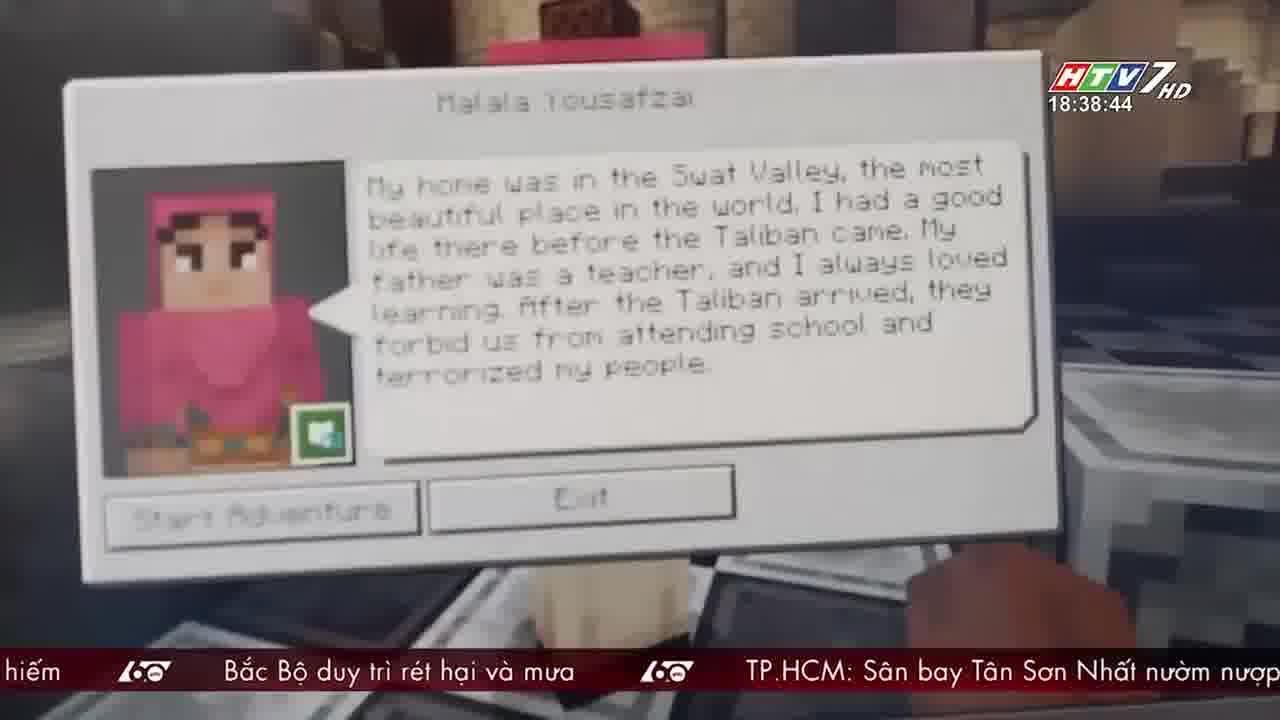 HTV7 HD
18:38:44
Malala Yousafzai
My home was in the Swat Valley, the most
beautiful place in the world. I had a good
life there before the Taliban came. My
father was a teacher, and I always loved
learning. After the Taliban arrived, they
forbid us from attending school and
terrorized my people.
Start Adventure
Exit
hiếm
Bắc Bộ duy trì rét hại và mưa
TP.HCM: Sân bay Tân Sơn Nhất nườm nượp